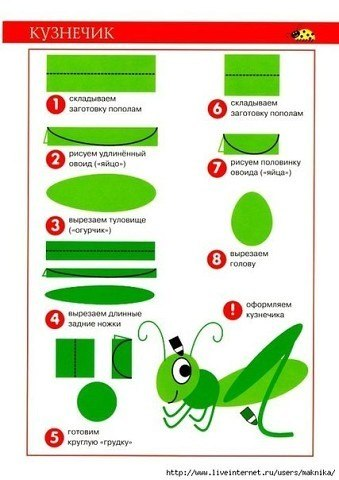 КУЗНЕЧИК
1 складываем
заготовку пополам
2 рисуем удлинённый
овоид («яйцо»)
3 вырезаем туловище
(«огурчик»)
4 вырезаем длинные
задние ножки
5 готовим
круглую «грудку»
6 складываем
заготовку пополам
7 рисуем половинку
овоида («яйца»)
8 вырезаем
голову
! оформляем
кузнечика
http://www.liveinternet.ru/users/maknika/